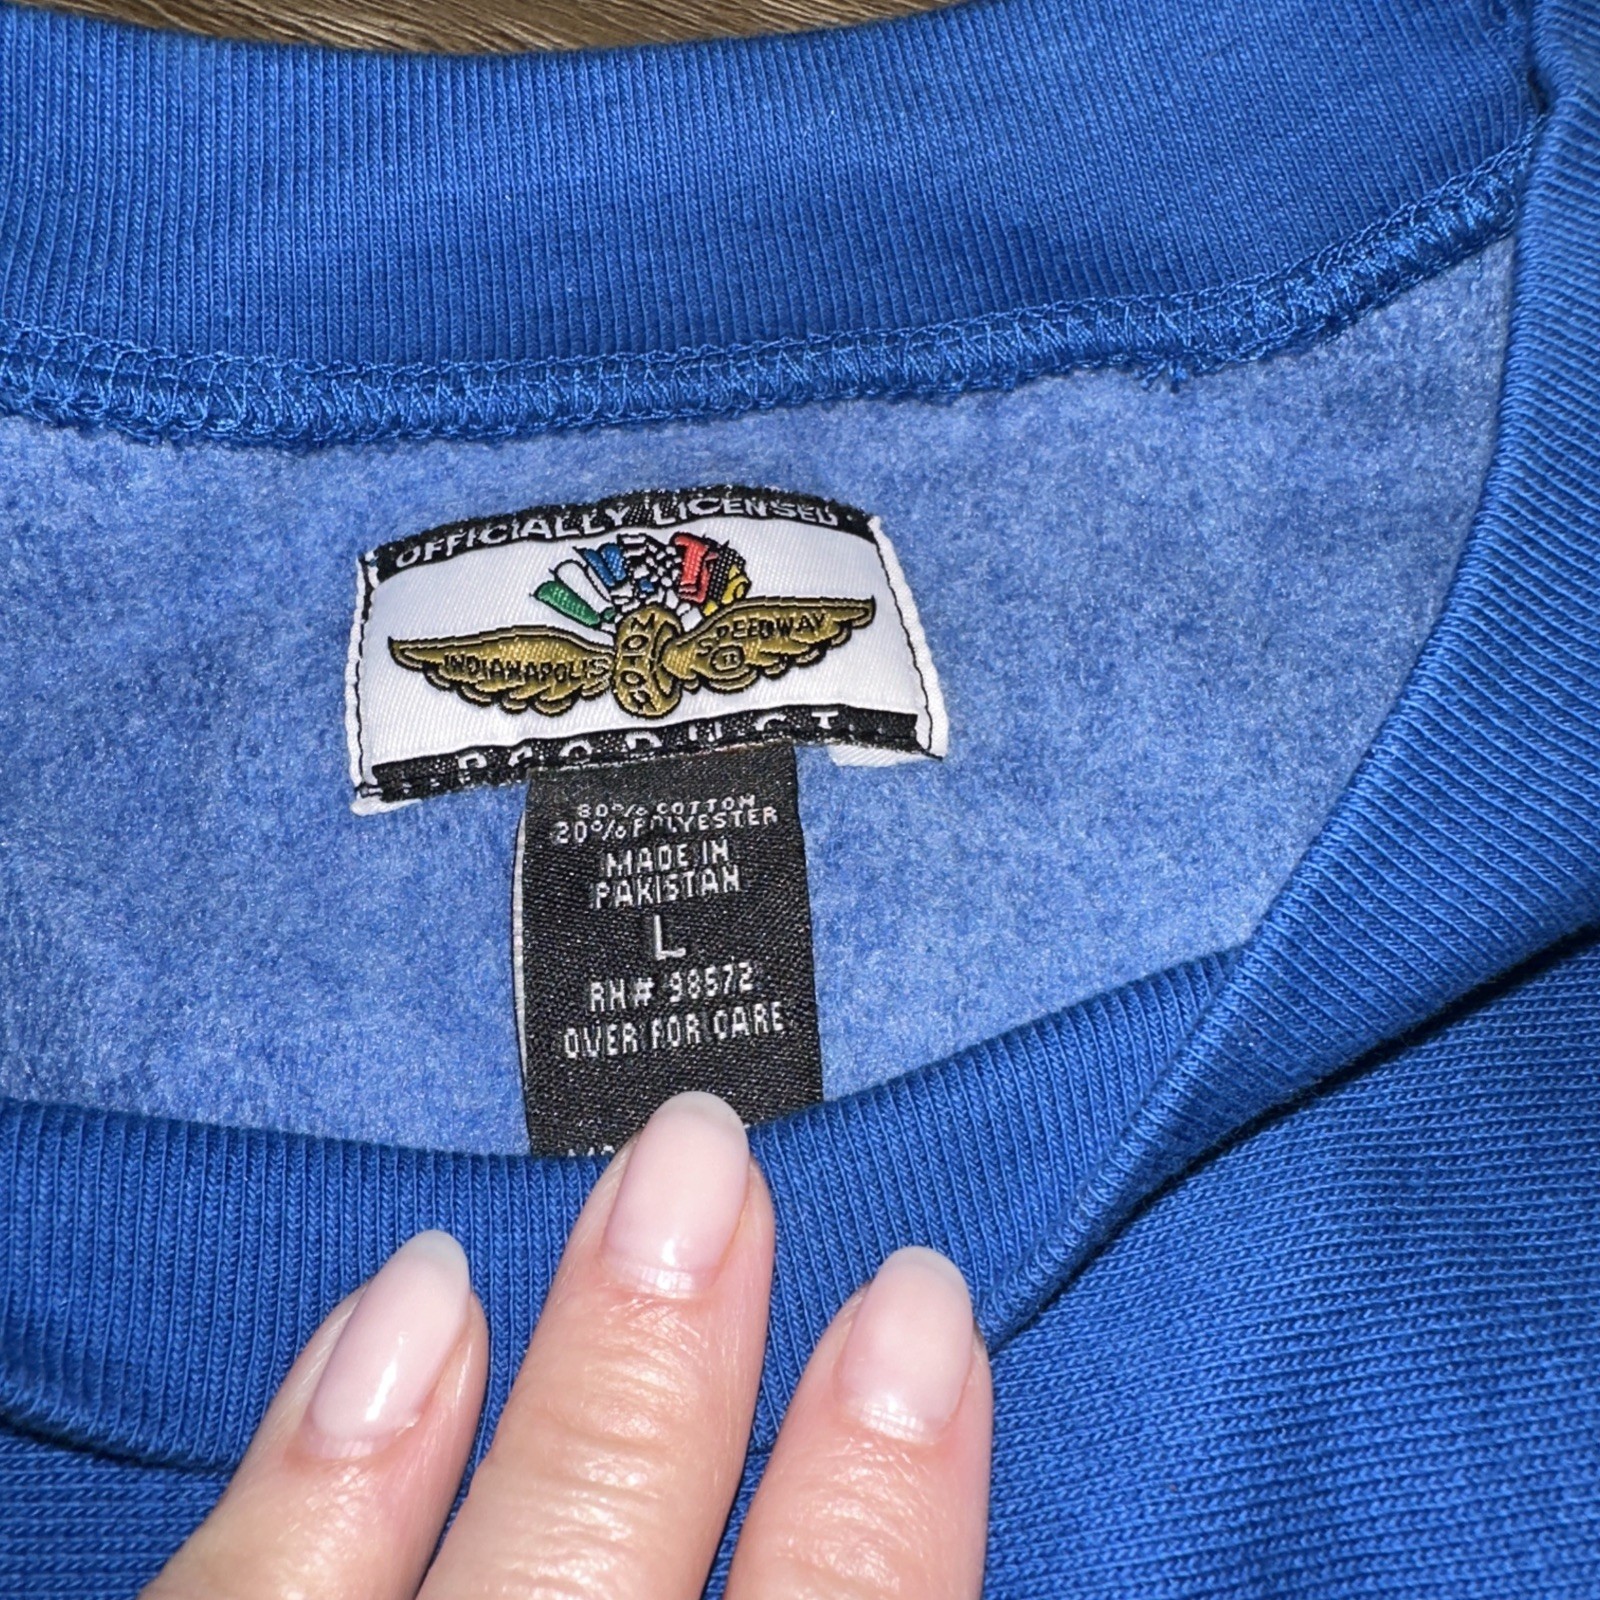 OFFICIALLY LICENSED
INDIANAPOLIS MOTOR SPEEDWAY
PRODUCT
80% COTTON
20% POLYESTER
MADE IN
PAKISTAN
L
RN# 98572
OVER FOR CARE